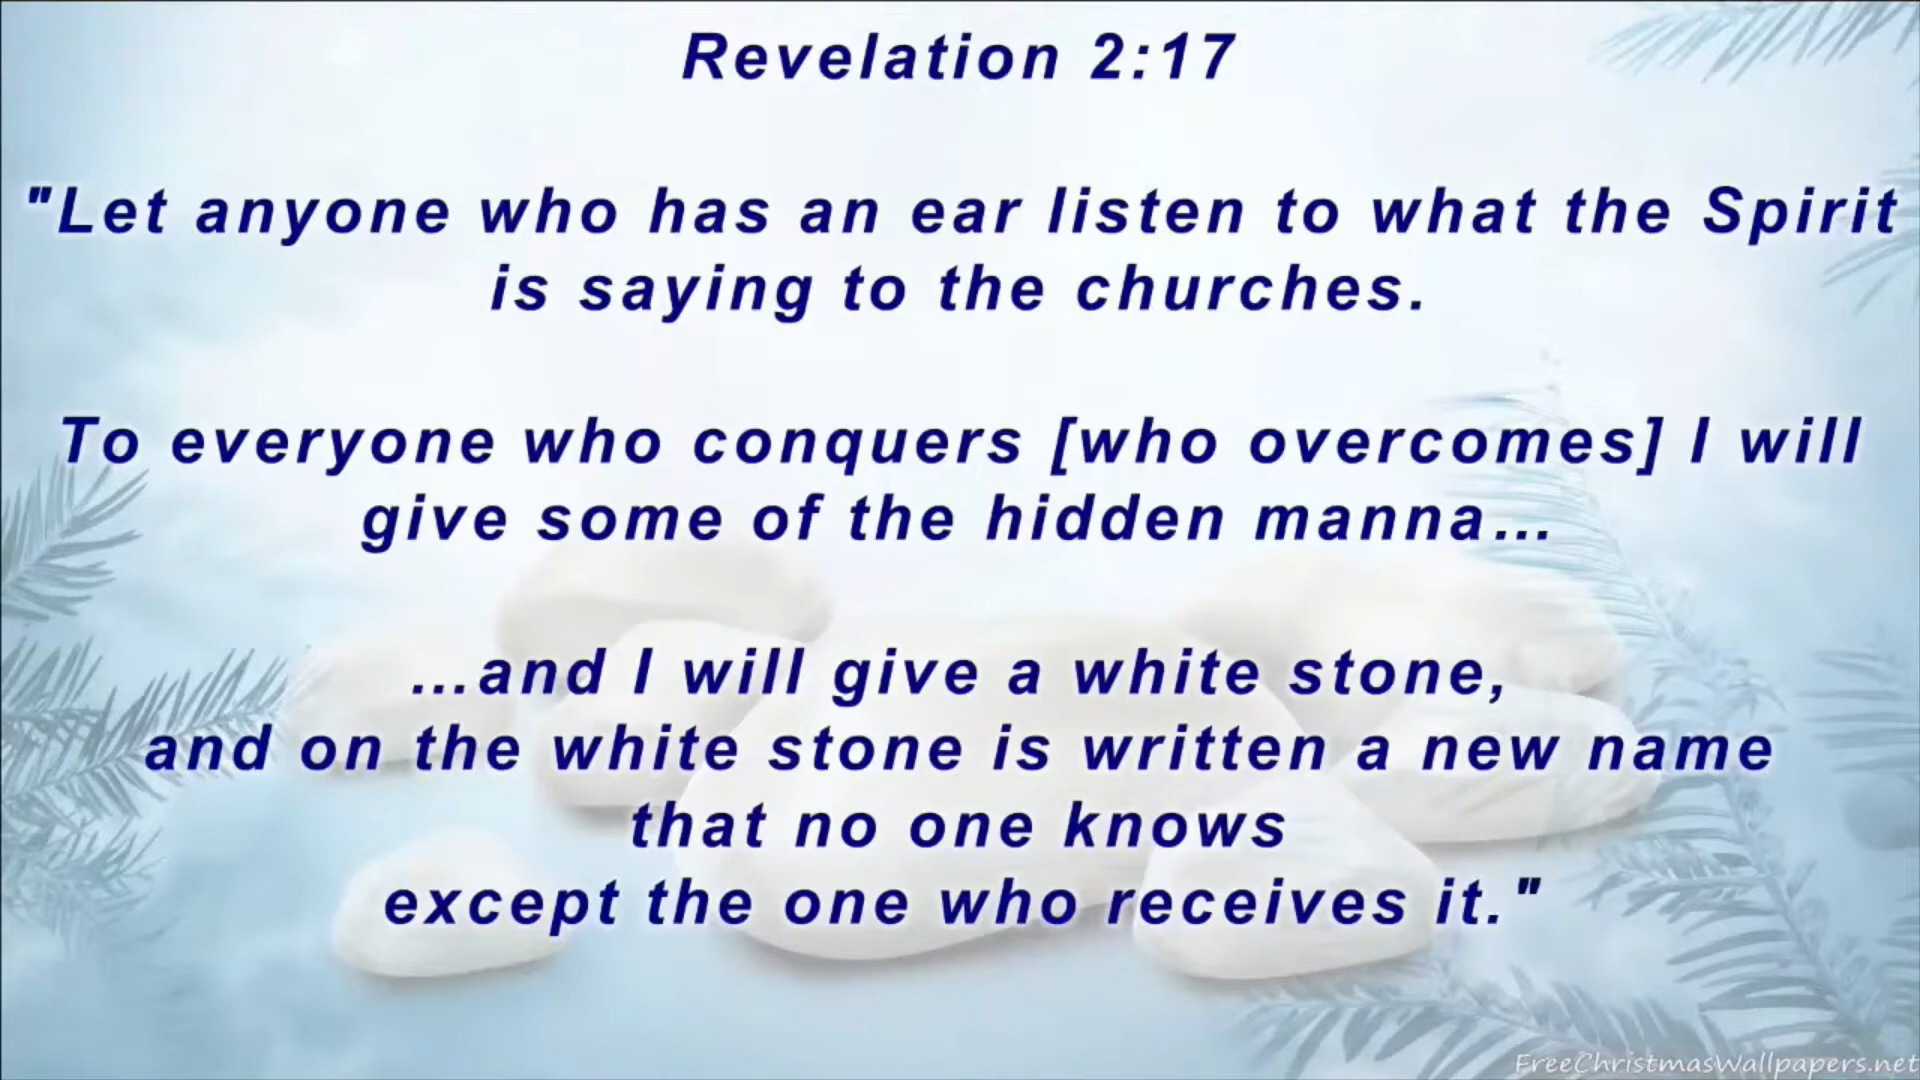 Revelation 2:17
"Let anyone who has an ear listen to what the Spirit
is saying to the churches.
To everyone who conquers [who overcomes] I will
give some of the hidden manna...
...and I will give a white stone,
and on the white stone is written a new name
that no one knows
except the one who receives it."
FreeChristmasWallpapers.net